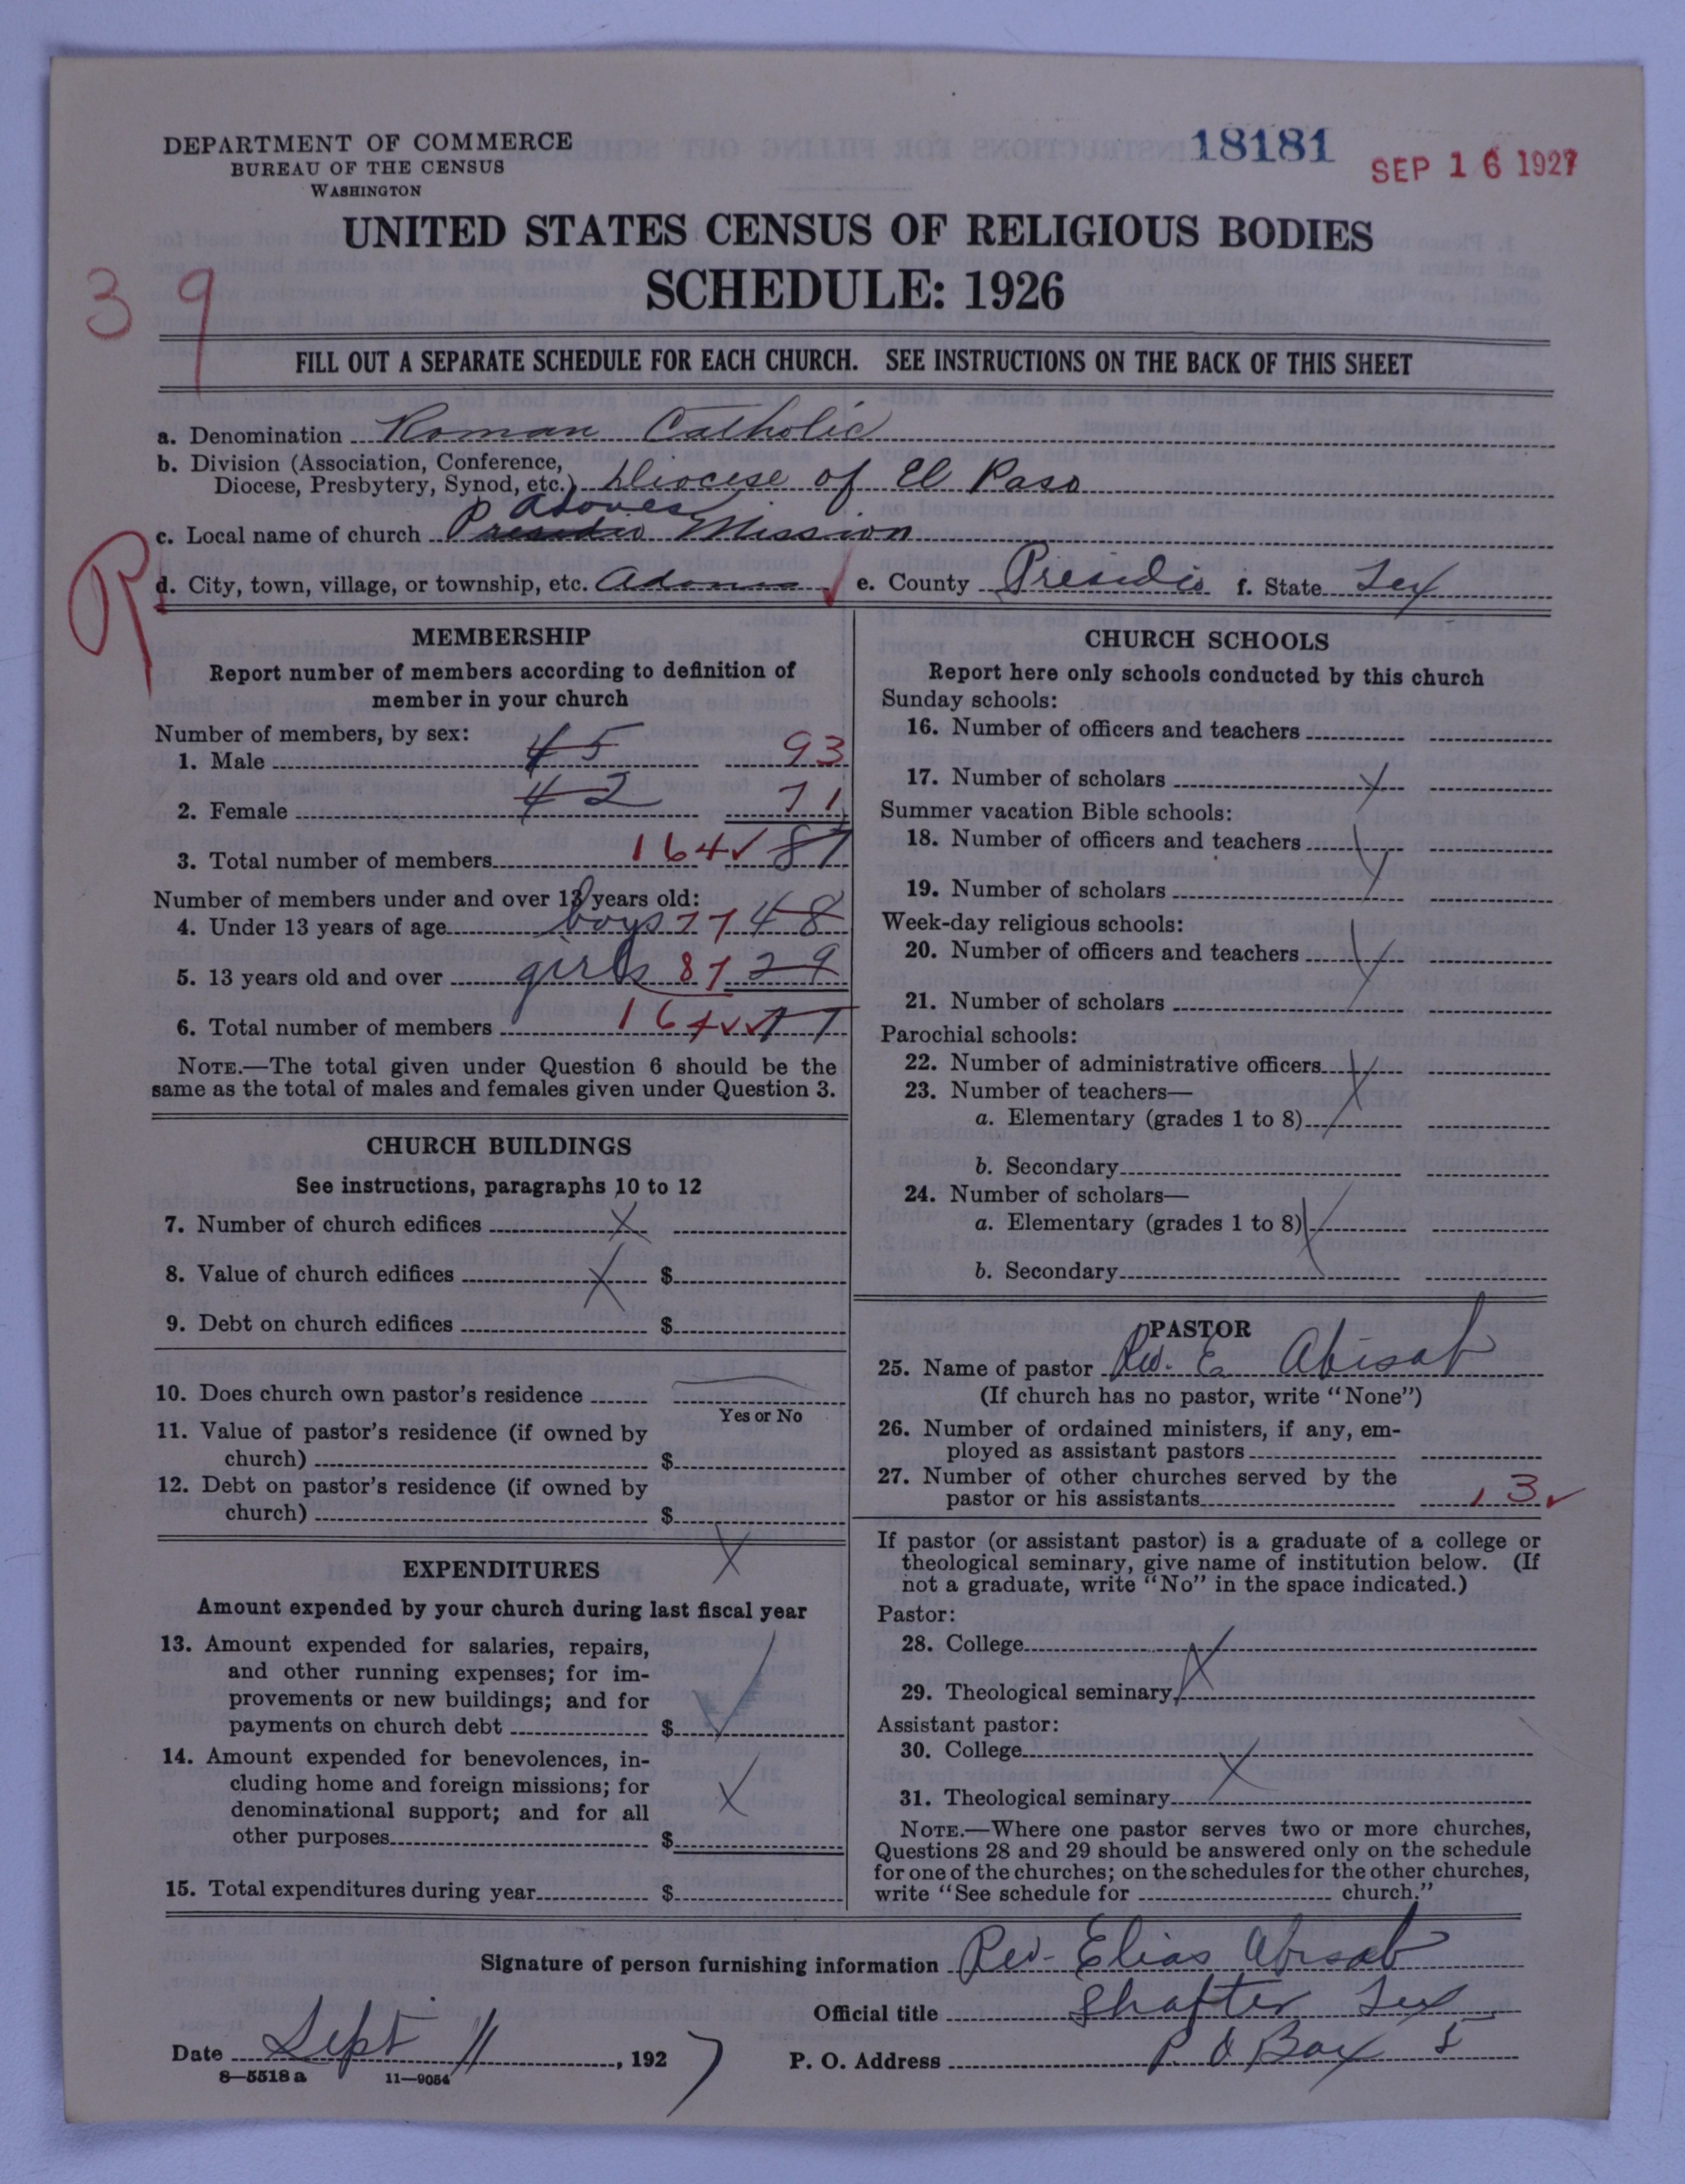 DEPARTMENT OF COMMERCE
BUREAU OF THE CENSUS
WASHINGTON
18181
SEP 16 1927
UNITED STATES CENSUS OF RELIGIOUS BODIES
SCHEDULE: 1926
39
FILL OUT A SEPARATE SCHEDULE FOR EACH CHURCH. SEE INSTRUCTIONS ON THE BACK OF THIS SHEET
a. Denomination Roman Catholic
b. Division (Association, Conference,
Diocese, Presbytery, Synod, etc.) Diocese of El Paso
c. Local name of church Presidio Mission
R
d. City, town, village, or township, etc. e. County Presidio f. State Tex
MEMBERSHIP
Report number of members according to definition of
member in your church
Number of members, by sex:
1. Male 45 93
2. Female 42 71
3. Total number of members 164 87
Number of members under and over 13 years old:
4. Under 13 years of age boys 77 48
5. 13 years old and over girls 87 29
6. Total number of members 164 77
NOTE.—The total given under Question 6 should be the
same as the total of males and females given under Question 3.
CHURCH BUILDINGS
See instructions, paragraphs 10 to 12
7. Number of church edifices X
8. Value of church edifices X $
9. Debt on church edifices $
10. Does church own pastor's residence
Yes or No
11. Value of pastor's residence (if owned by
church) $
12. Debt on pastor's residence (if owned by
church) $
X
EXPENDITURES
Amount expended by your church during last fiscal year
13. Amount expended for salaries, repairs,
and other running expenses; for im-
provements or new buildings; and for
payments on church debt $
14. Amount expended for benevolences, in-
cluding home and foreign missions; for
denominational support; and for all
other purposes $
X
15. Total expenditures during year $
CHURCH SCHOOLS
Report here only schools conducted by this church
Sunday schools:
16. Number of officers and teachers
17. Number of scholars X
Summer vacation Bible schools:
18. Number of officers and teachers
19. Number of scholars
Week-day religious schools:
20. Number of officers and teachers
21. Number of scholars
Parochial schools:
22. Number of administrative officers
23. Number of teachers—
a. Elementary (grades 1 to 8)
b. Secondary
24. Number of scholars—
a. Elementary (grades 1 to 8)
b. Secondary
PASTOR
25. Name of pastor Rev. E. Abisab
(If church has no pastor, write "None")
26. Number of ordained ministers, if any, em-
ployed as assistant pastors
27. Number of other churches served by the
pastor or his assistants 13
If pastor (or assistant pastor) is a graduate of a college or
theological seminary, give name of institution below. (If
not a graduate, write "No" in the space indicated.)
Pastor:
28. College
X
29. Theological seminary
Assistant pastor:
30. College
X
31. Theological seminary
NOTE.—Where one pastor serves two or more churches,
Questions 28 and 29 should be answered only on the schedule
for one of the churches; on the schedules for the other churches,
write "See schedule for church."
Signature of person furnishing information Rev. Elias Abisab
Official title Shafter Tex
Date Sept 11, 1927 P. O. Address P O Box 5
8—5518 a 11—9054